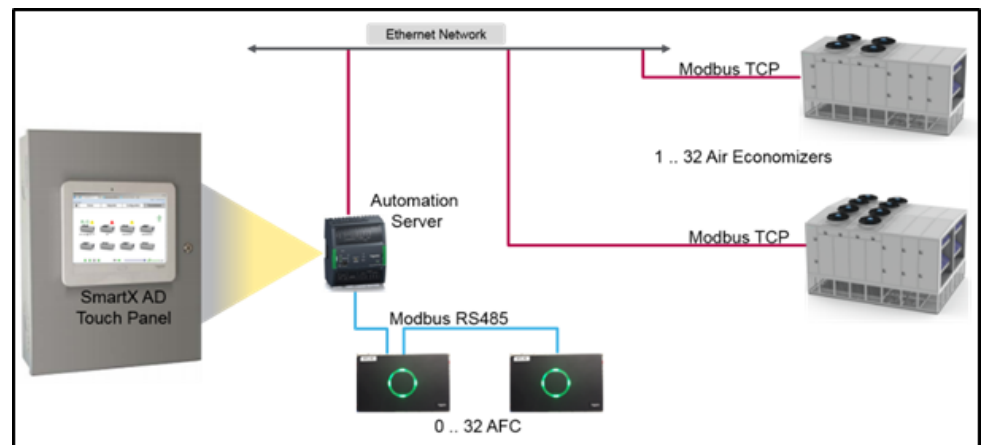 Ethernet Network
Modbus TCP
1 .. 32 Air Economizers
Automation
Server
Modbus TCP
SmartX AD
Touch Panel
Modbus RS485
0 .. 32 AFC